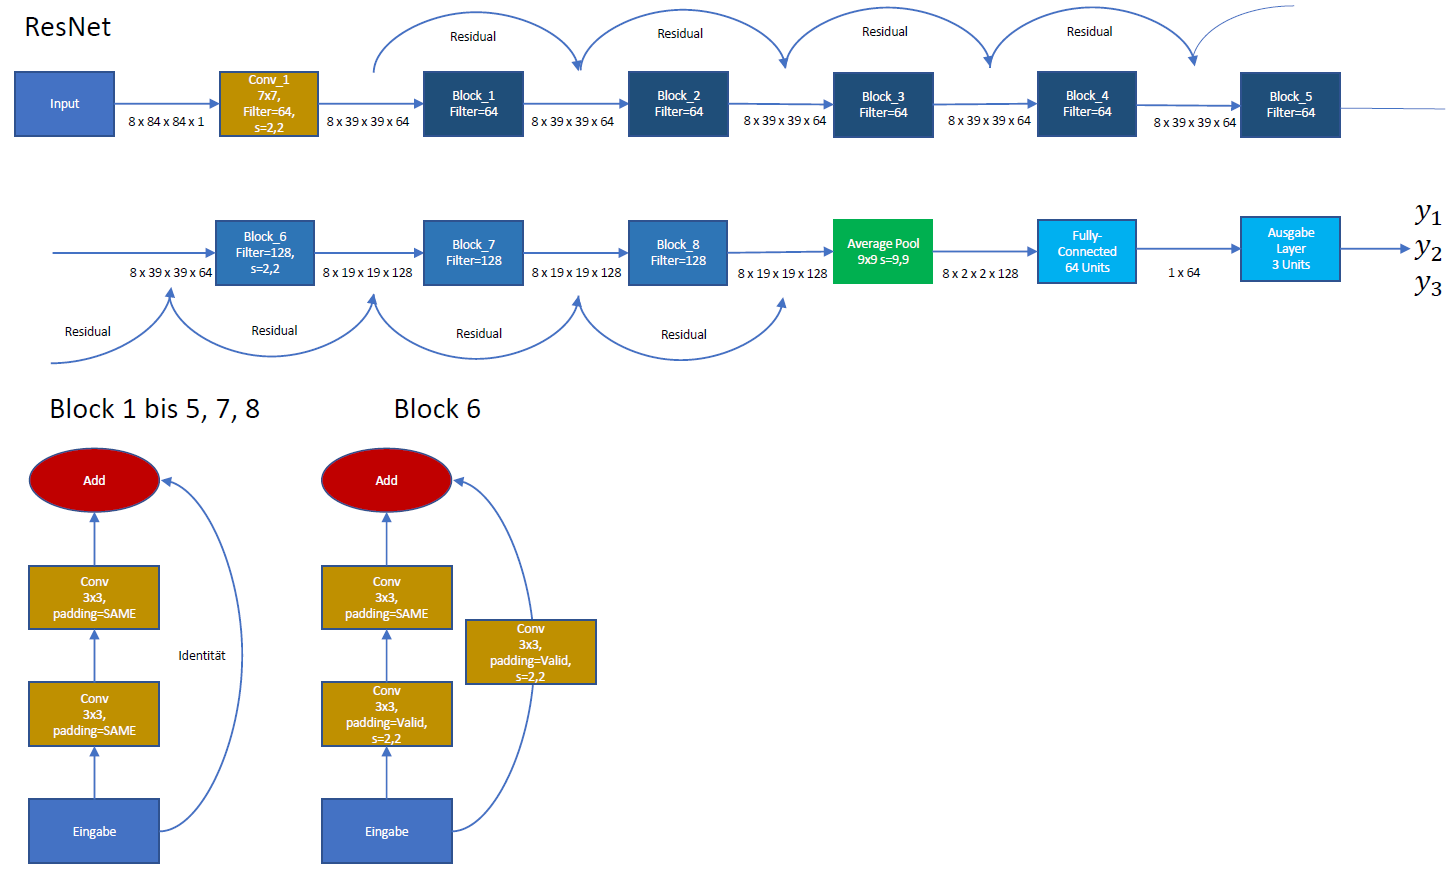 ResNet
Residual
Residual
Residual
Residual
Input
8 x 84 x 84 x 1
Conv_1
7x7,
Filter=64,
s=2,2
8 x 39 x 39 x 64
Block_1
Filter=64
8 x 39 x 39 x 64
Block_2
Filter=64
8 x 39 x 39 x 64
Block_3
Filter=64
8 x 39 x 39 x 64
Block_4
Filter=64
8 x 39 x 39 x 64
Block_5
Filter=64
8 x 39 x 39 x 64
Block_6
Filter=128,
s=2,2
8 x 19 x 19 x 128
Block_7
Filter=128
8 x 19 x 19 x 128
Block_8
Filter=128
8 x 19 x 19 x 128
Average Pool
9x9 s=9,9
8 x 2 x 2 x 128
Fully-
Connected
64 Units
1 x 64
Ausgabe
Layer
3 Units
y₁
y₂
y₃
Residual
Residual
Residual
Residual
Block 1 bis 5, 7, 8
Add
Conv
3x3,
padding=SAME
Identität
Conv
3x3,
padding=SAME
Eingabe
Block 6
Add
Conv
3x3,
padding=SAME
Conv
3x3,
padding=Valid,
s=2,2
Conv
3x3,
padding=Valid,
s=2,2
Eingabe